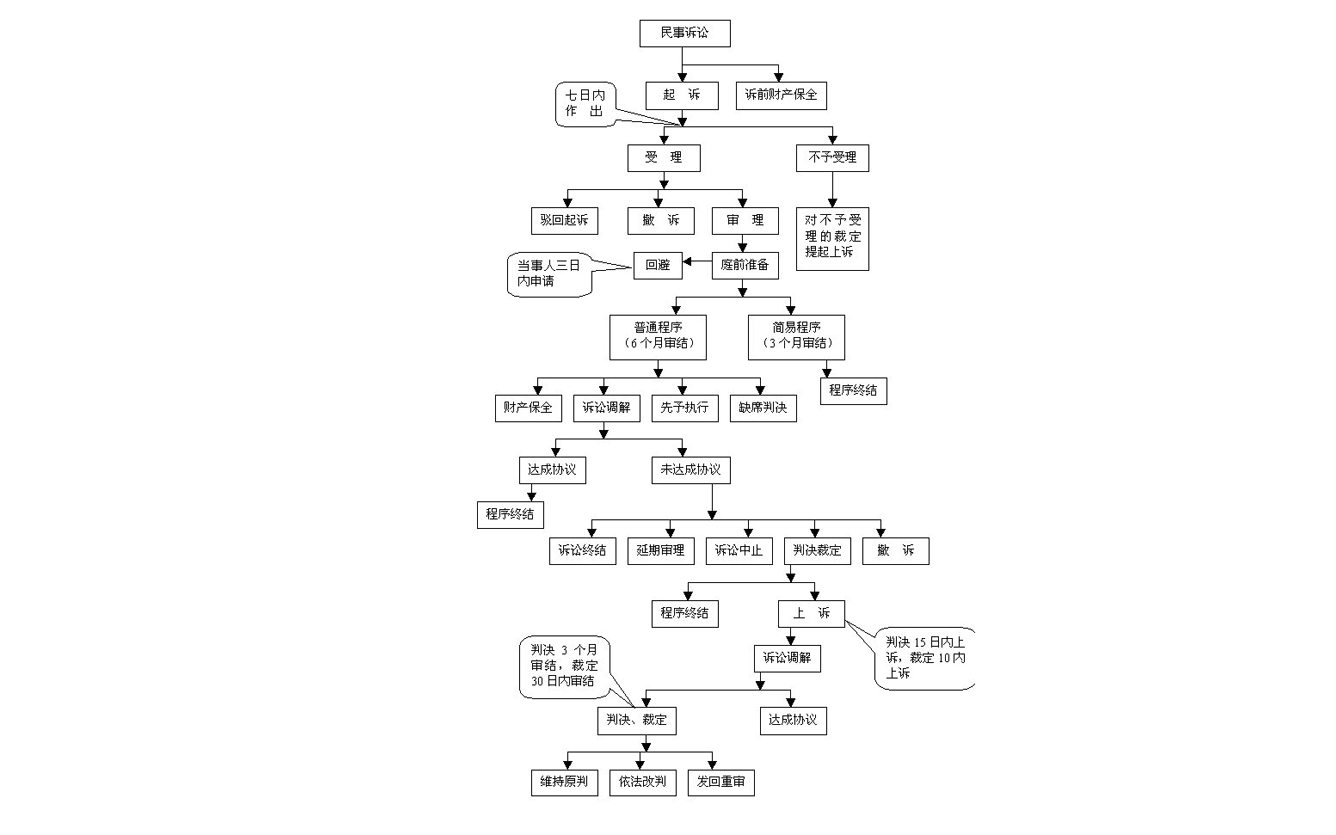 民事诉讼
起 诉
诉前财产保全
七日内
作 出
受 理
不予受理
驳回起诉
撤 诉
审 理
对不予受
理的裁定
提起上诉
当事人三日
内申请
回避
庭前准备
普通程序
（6个月审结）
简易程序
（3个月审结）
程序终结
财产保全
诉讼调解
先予执行
缺席判决
达成协议
未达成协议
程序终结
诉讼终结
延期审理
诉讼中止
判决裁定
撤 诉
程序终结
上 诉
判决15日内上
诉，裁定10内
上诉
诉讼调解
判决 3 个月
审结，裁定
30日内审结
判决、裁定
达成协议
维持原判
依法改判
发回重审